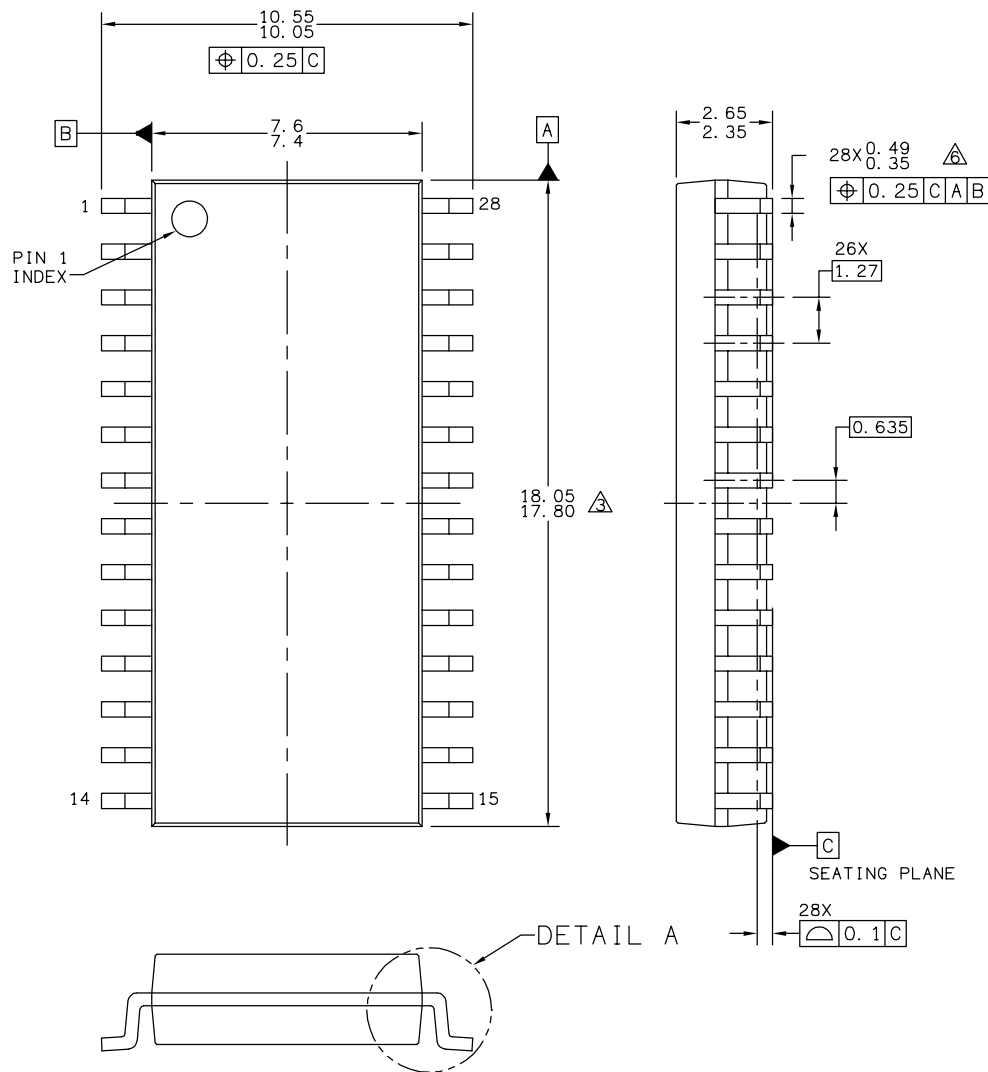 10.55
10.05
⌖ 0.25 C
B
7.6
7.4
A
2.65
2.35
28X 0.49
0.35
6
⌖ 0.25 C A B
1
28
PIN 1
INDEX
26X
1.27
0.635
18.05
17.80
3
14
15
C
SEATING PLANE
28X
⌓ 0.1 C
DETAIL A